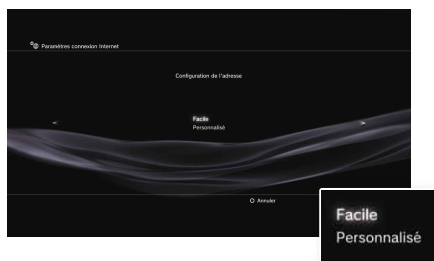 Paramètres connexion Internet
Configuration de l'adresse
Facile
Personnalisé
Annuler
Facile
Personnalisé